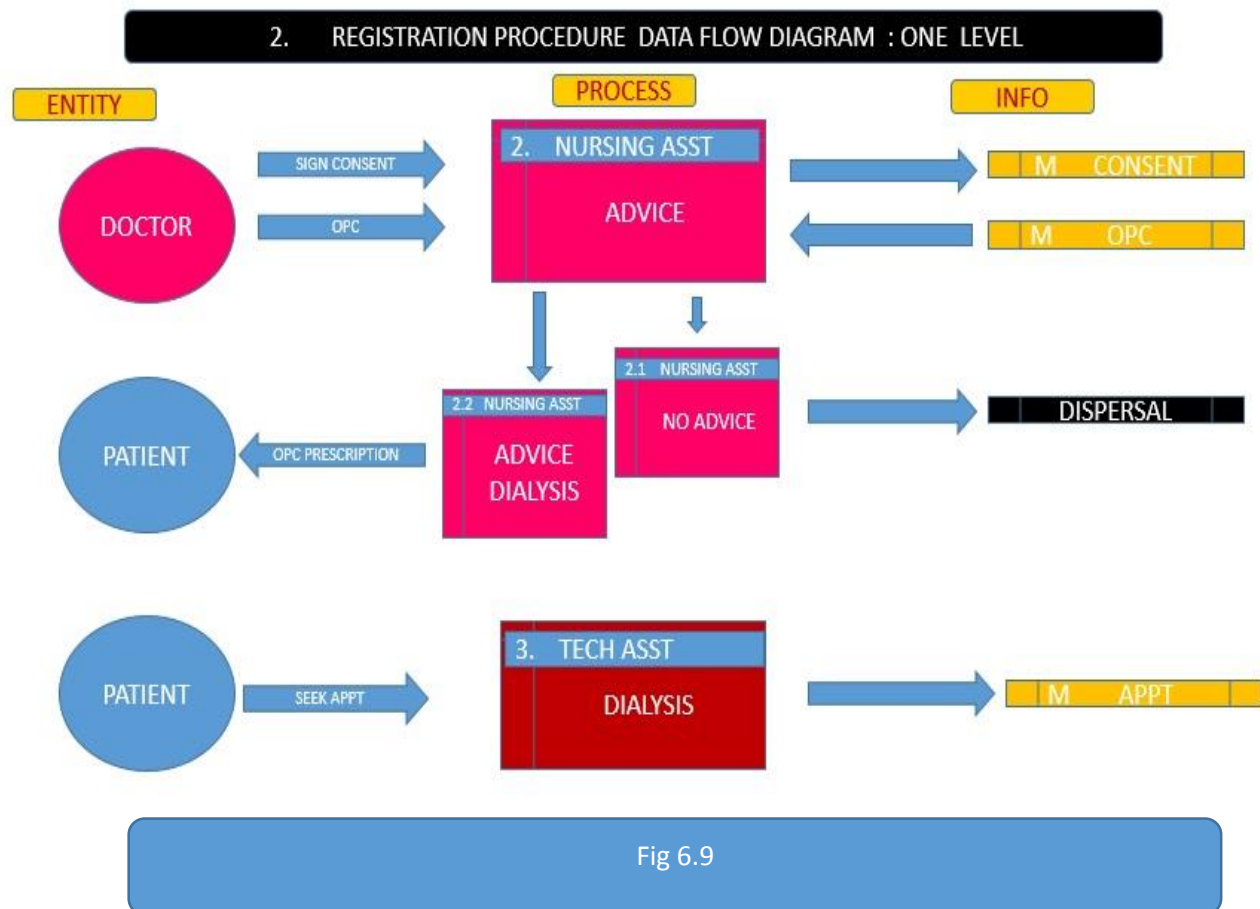 2. REGISTRATION PROCEDURE DATA FLOW DIAGRAM : ONE LEVEL
ENTITY
PROCESS
INFO
DOCTOR
SIGN CONSENT
OPC
2. NURSING ASST
ADVICE
M CONSENT
M OPC
PATIENT
OPC PRESCRIPTION
2.2 NURSING ASST
ADVICE
DIALYSIS
2.1 NURSING ASST
NO ADVICE
DISPERSAL
PATIENT
SEEK APPT
3. TECH ASST
DIALYSIS
M APPT
Fig 6.9